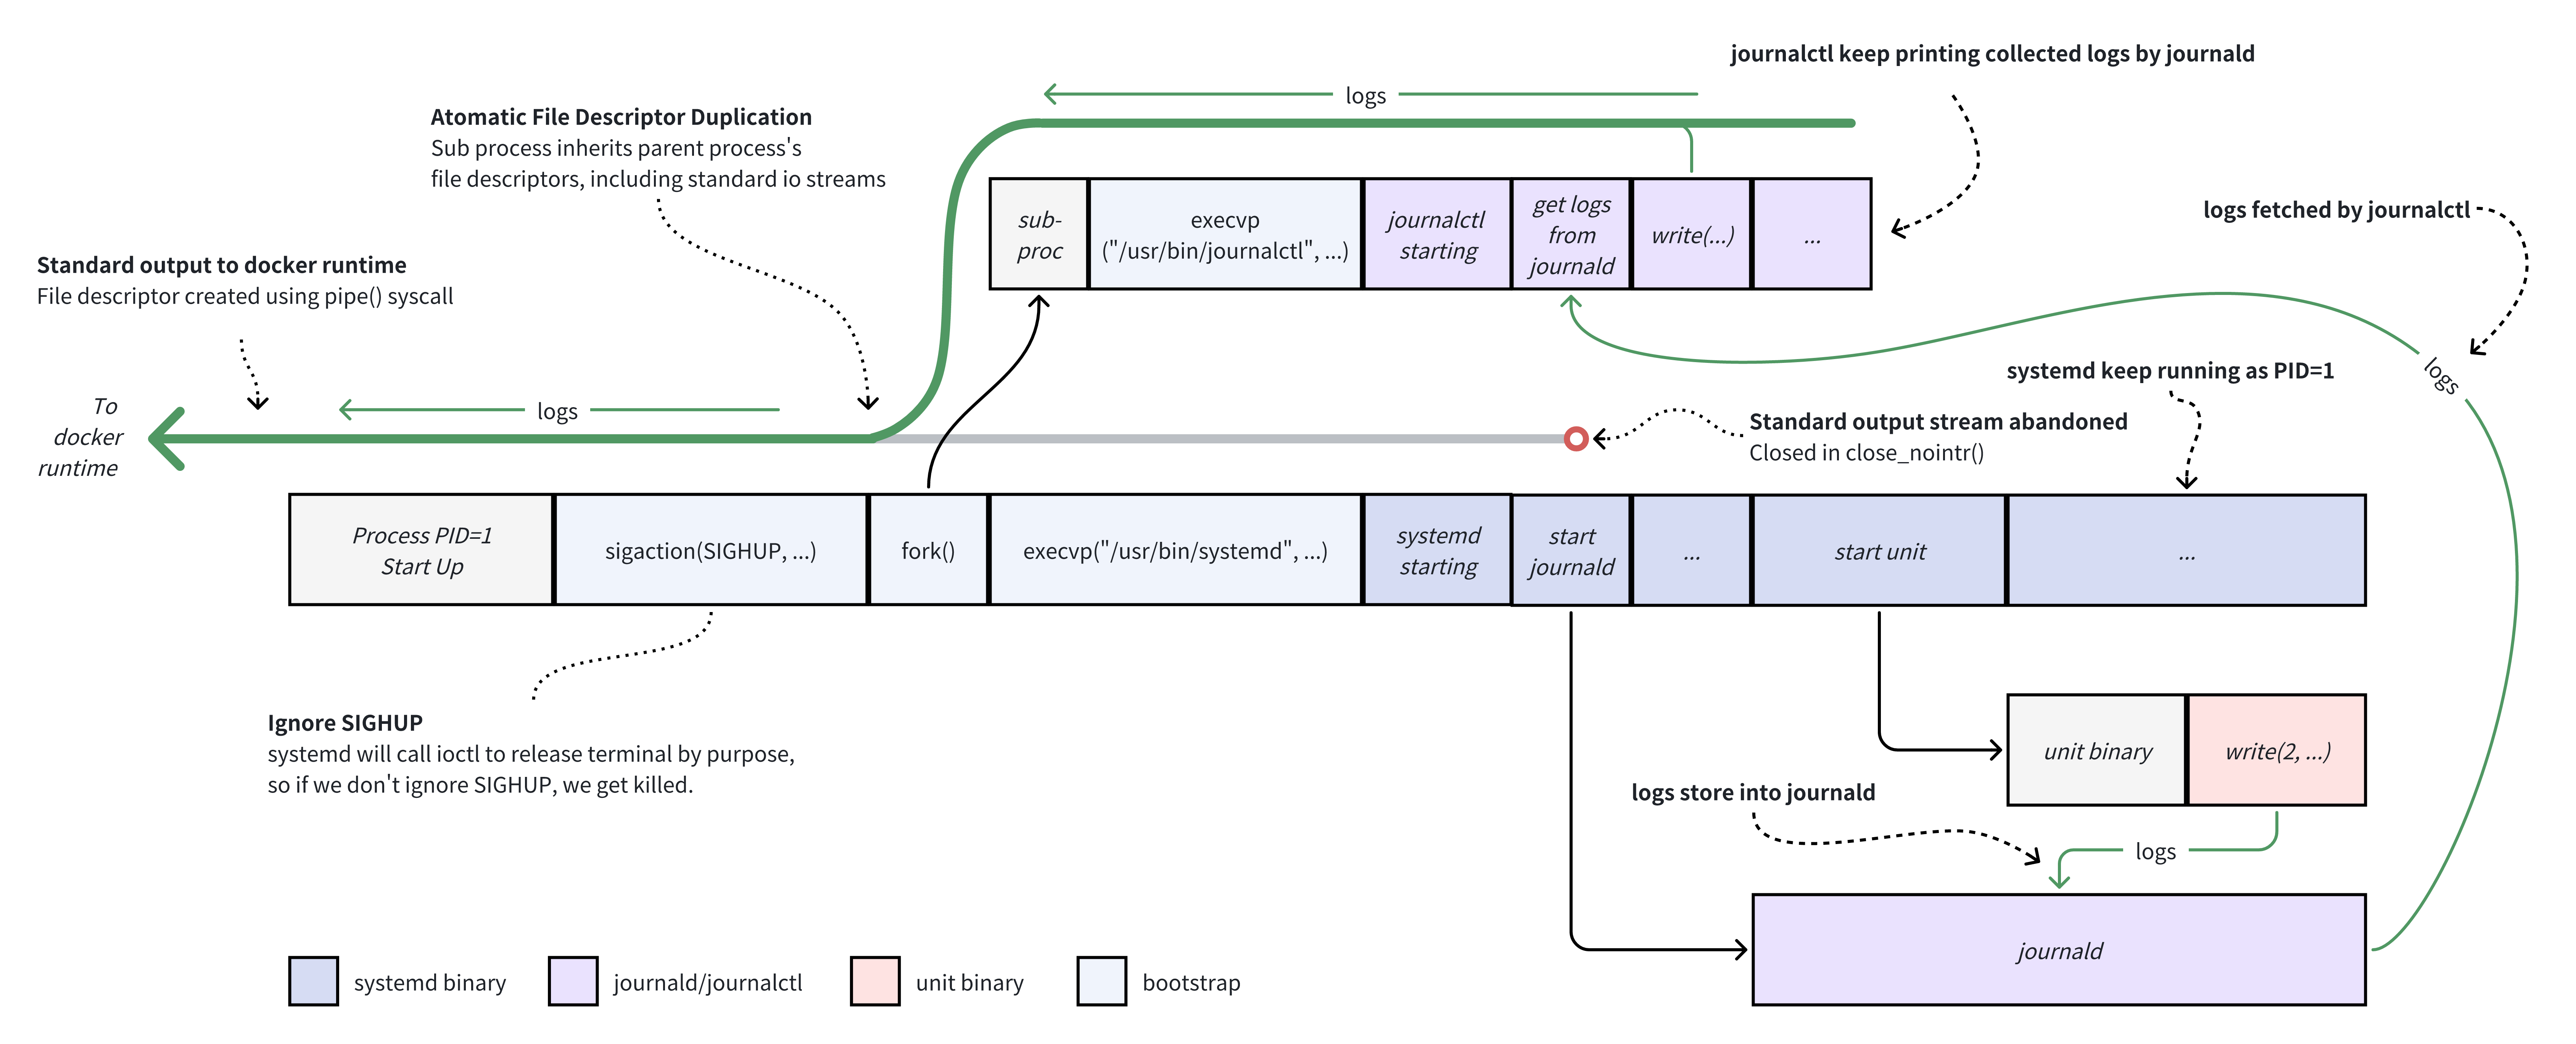 journalctl keep printing collected logs by journald
logs
Atomatic File Descriptor Duplication
Sub process inherits parent process's
file descriptors, including standard io streams
sub-
proc
execvp
("/usr/bin/journalctl", ...)
journalctl
starting
get logs
from
journald
write(...)
...
logs fetched by journalctl
Standard output to docker runtime
File descriptor created using pipe() syscall
To
docker
runtime
logs
systemd keep running as PID=1
logs
Standard output stream abandoned
Closed in close_nointr()
Process PID=1
Start Up
sigaction(SIGHUP, ...)
fork()
execvp("/usr/bin/systemd", ...)
systemd
starting
start
journald
...
start unit
...
Ignore SIGHUP
systemd will call ioctl to release terminal by purpose,
so if we don't ignore SIGHUP, we get killed.
unit binary
write(2, ...)
logs store into journald
logs
journald
systemd binary
journald/journalctl
unit binary
bootstrap